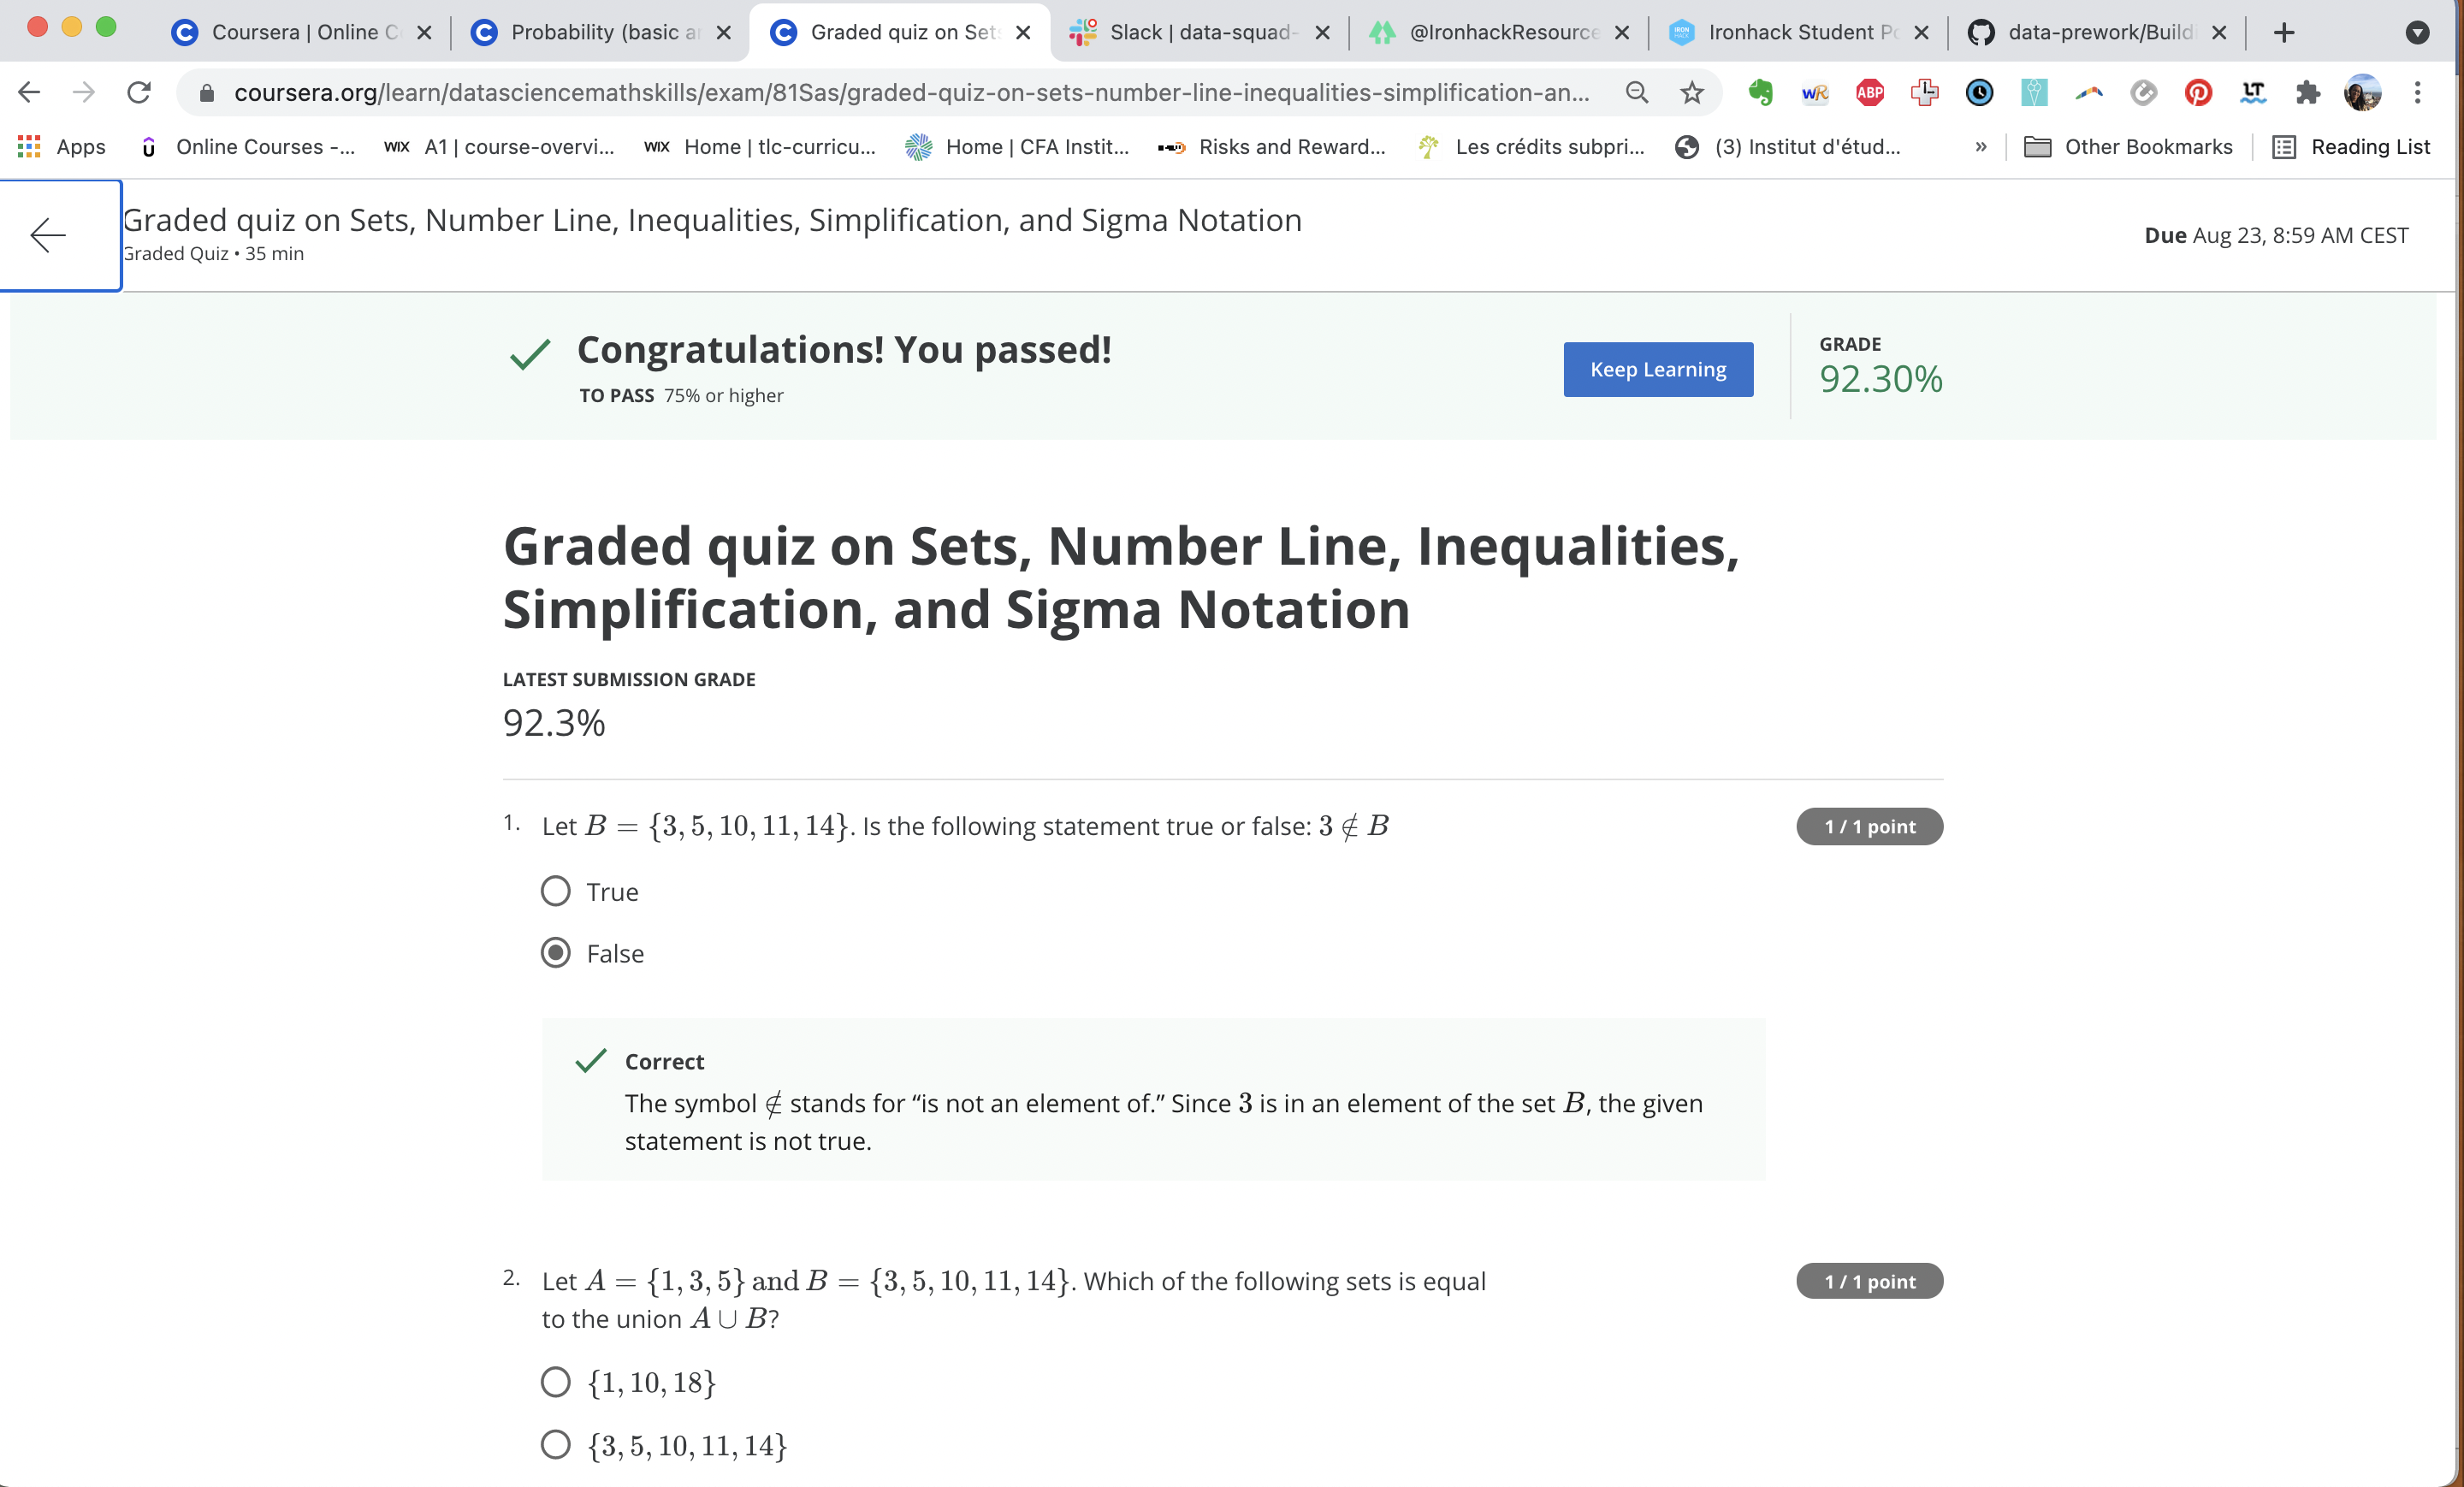 Coursera | Online C
Probability (basic a
Graded quiz on Set
Slack | data-squad-
@IronhackResource
Ironhack Student P
data-prework/Build
coursera.org/learn/datasciencemathskills/exam/81Sas/graded-quiz-on-sets-number-line-inequalities-simplification-an...
Apps
Online Courses -...
WIX A1 | course-overvi...
WIX Home | tlc-curricu...
Home | CFA Instit...
Risks and Reward...
Les crédits subpri...
(3) Institut d'étud...
»
Other Bookmarks
Reading List
Graded quiz on Sets, Number Line, Inequalities, Simplification, and Sigma Notation
Graded Quiz • 35 min
Due Aug 23, 8:59 AM CEST
Congratulations! You passed!
TO PASS 75% or higher
Keep Learning
GRADE
92.30%
Graded quiz on Sets, Number Line, Inequalities,
Simplification, and Sigma Notation
LATEST SUBMISSION GRADE
92.3%
1. Let B = {3, 5, 10, 11, 14}. Is the following statement true or false: 3 ∉ B
1 / 1 point
True
False
Correct
The symbol ∉ stands for “is not an element of.” Since 3 is in an element of the set B, the given
statement is not true.
2. Let A = {1, 3, 5} and B = {3, 5, 10, 11, 14}. Which of the following sets is equal
to the union A ∪ B?
1 / 1 point
{1, 10, 18}
{3, 5, 10, 11, 14}